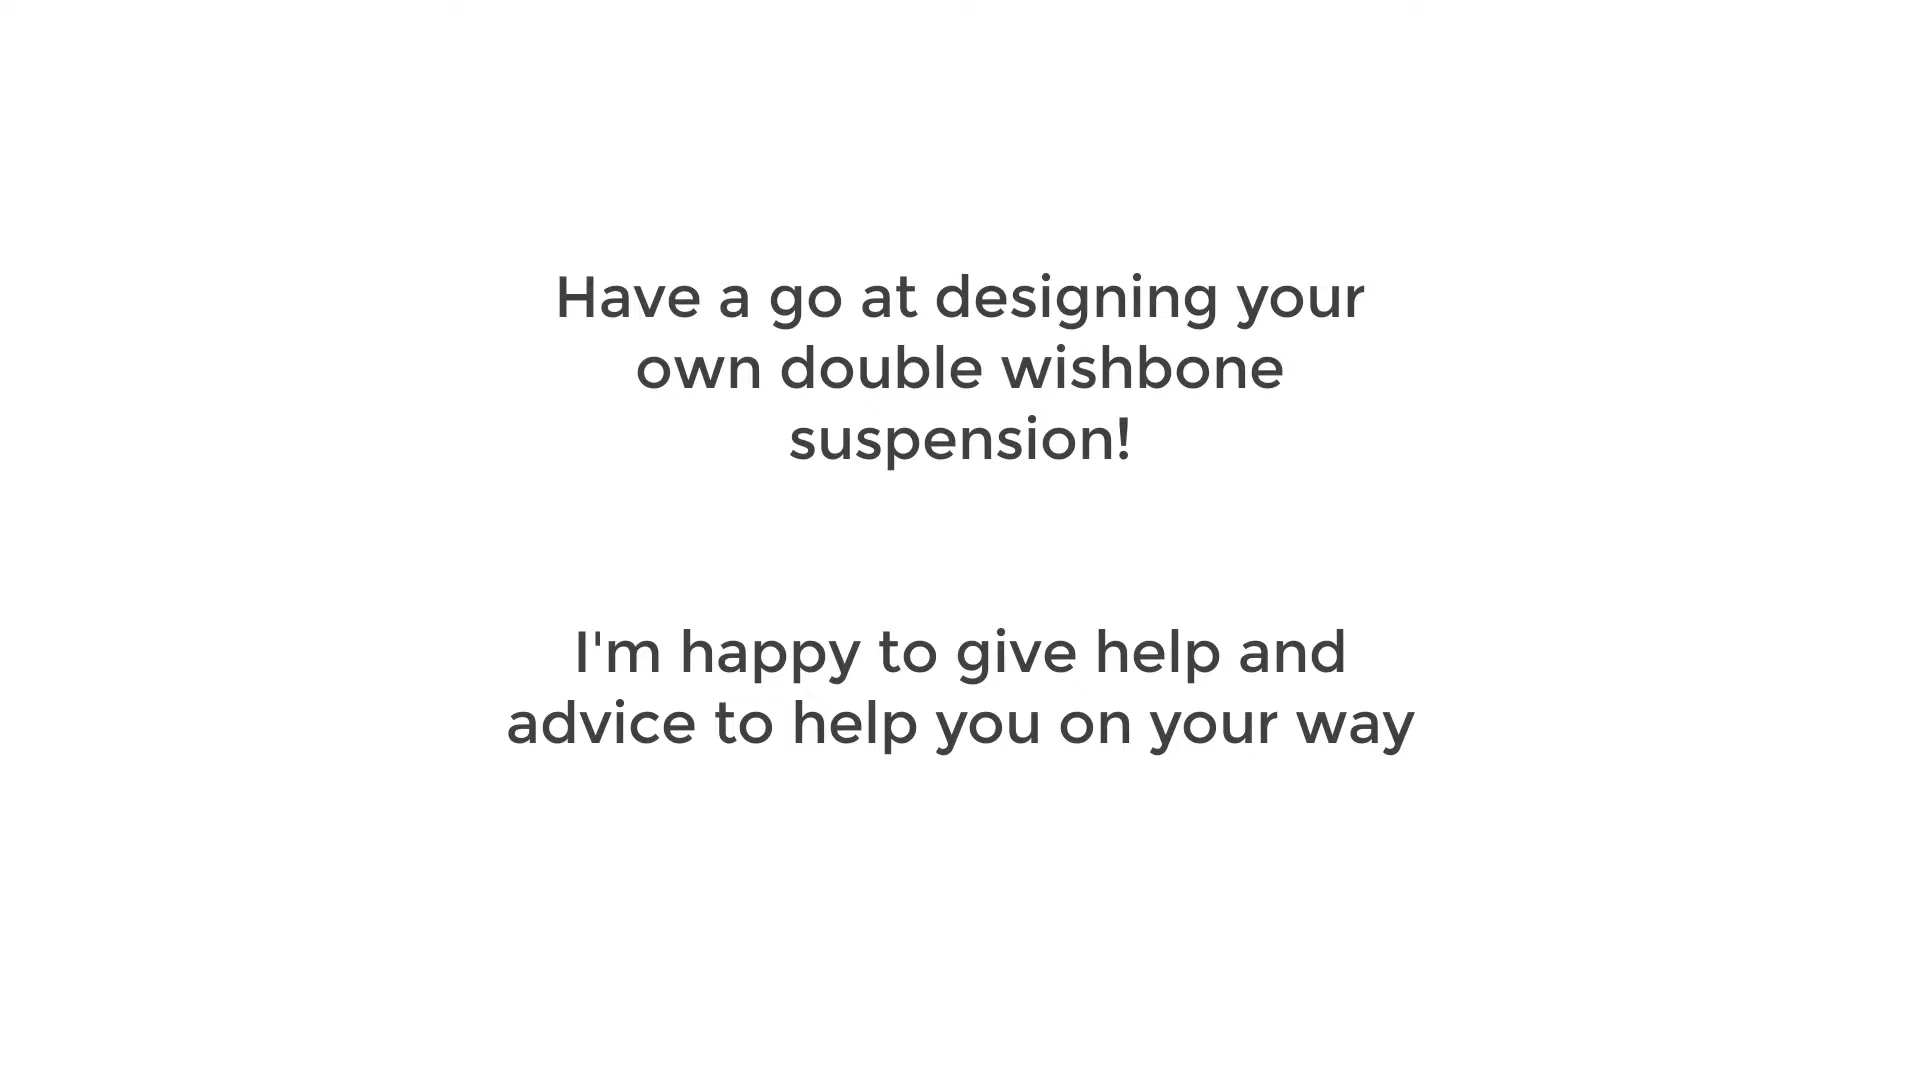 Have a go at designing your
own double wishbone
suspension!
I'm happy to give help and
advice to help you on your way